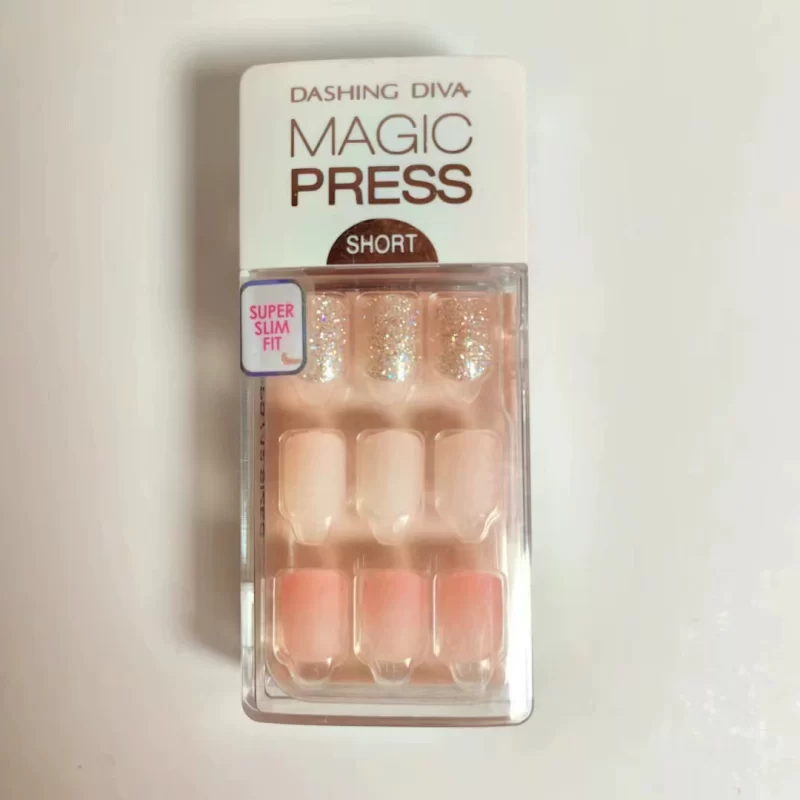 DASHING DIVA
MAGIC
PRESS
SHORT
SUPER
SLIM
FIT